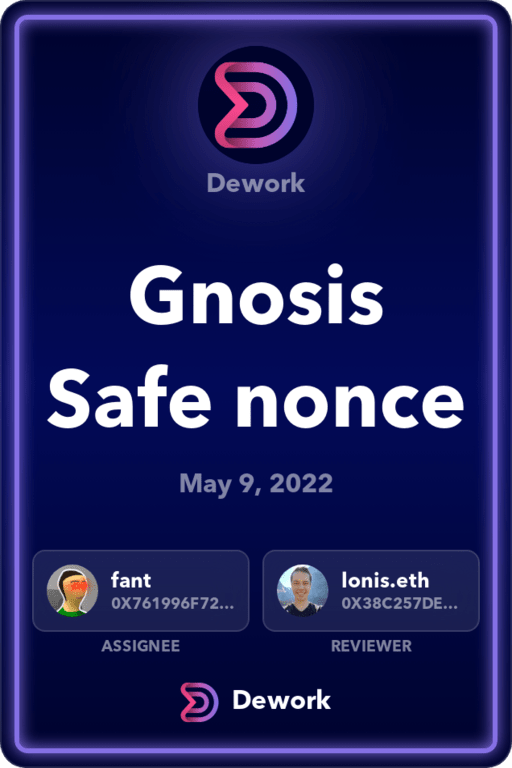 Dework
Gnosis
Safe nonce
May 9, 2022
fant
0X761996F72...
ASSIGNEE
lonis.eth
0X38C257DE...
REVIEWER
Dework